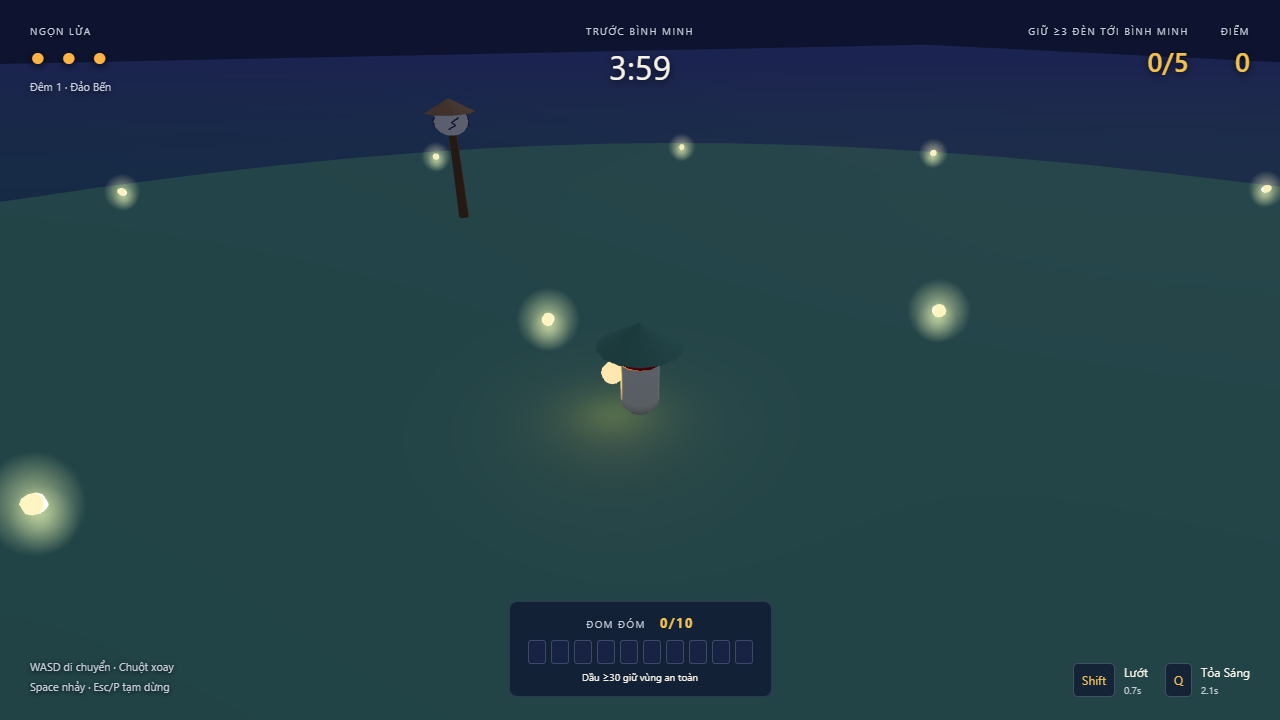 NGỌN LỬA
Đêm 1 · Đảo Bến
TRƯỚC BÌNH MINH
3:59
GIỮ ≥3 ĐÈN TỚI BÌNH MINH
0/5
ĐIỂM
0
ĐOM ĐÓM 0/10
Dầu ≥30 giữ vùng an toàn
WASD di chuyển · Chuột xoay
Space nhảy · Esc/P tạm dừng
Shift Lướt
0.7s
Q Tỏa Sáng
2.1s